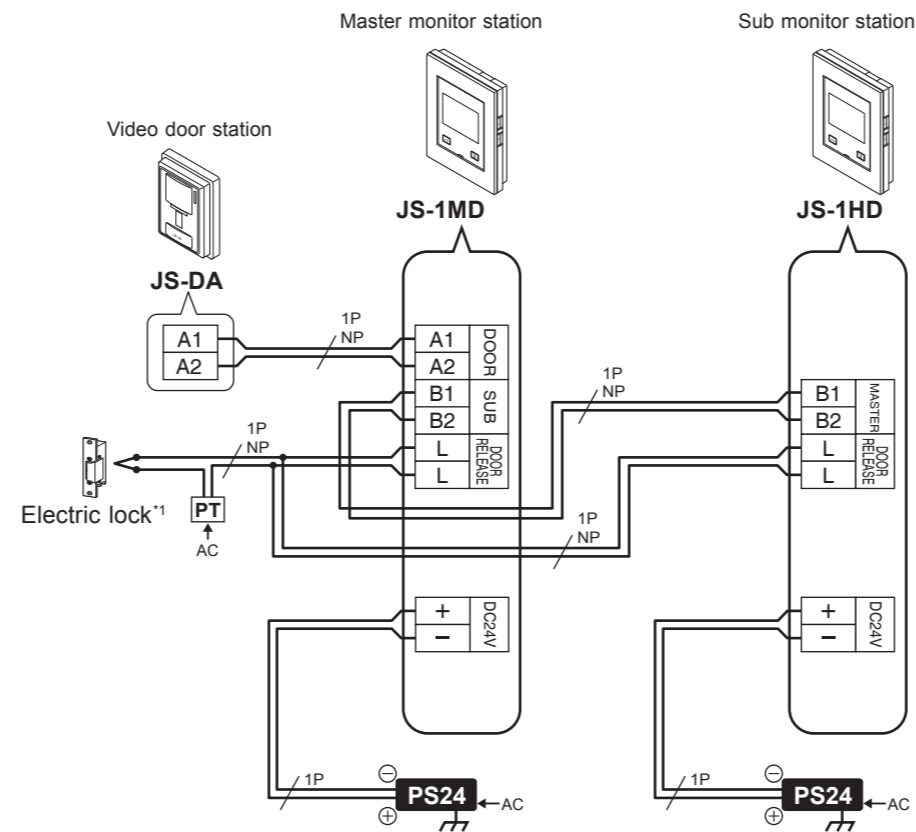 Master monitor station
Sub monitor station
Video door station
JS-1MD
JS-1HD
JS-DA
A1
A2
1P
NP
A1
A2
DOOR
B1
B2
SUB
L
L
DOOR RELEASE
1P
NP
B1
B2
MASTER
L
L
DOOR RELEASE
1P
NP
Electric lock*1
PT
AC
1P
NP
+
−
DC24V
+
−
DC24V
1P
−
+
PS24
AC
1P
−
+
PS24
AC